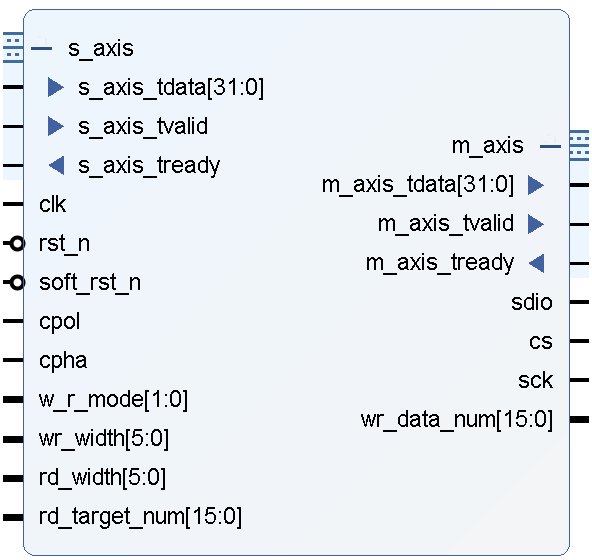 s_axis
s_axis_tdata[31:0]
s_axis_tvalid
s_axis_tready
clk
rst_n
soft_rst_n
cpol
cpha
w_r_mode[1:0]
wr_width[5:0]
rd_width[5:0]
rd_target_num[15:0]
m_axis
m_axis_tdata[31:0]
m_axis_tvalid
m_axis_tready
sdio
cs
sck
wr_data_num[15:0]